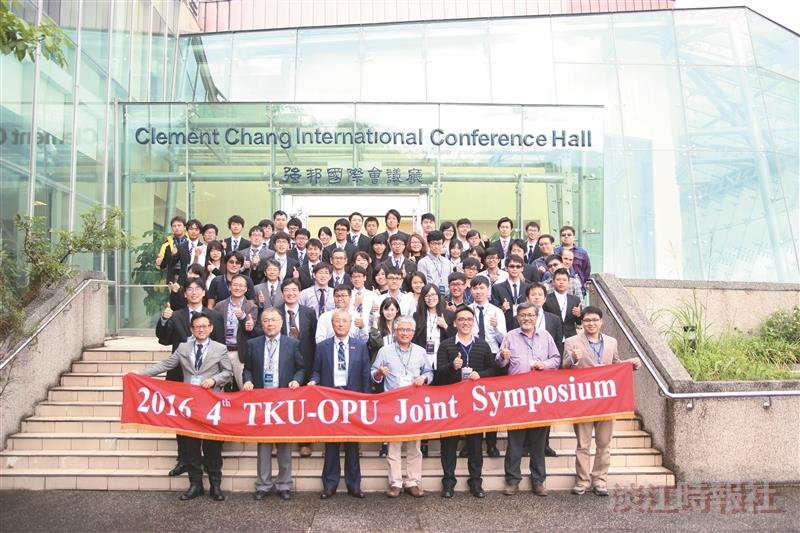 Clement Chang International Conference Hall
強邦國際會議廳
2016 4th TKU-OPU Joint Symposium
淡江時報社